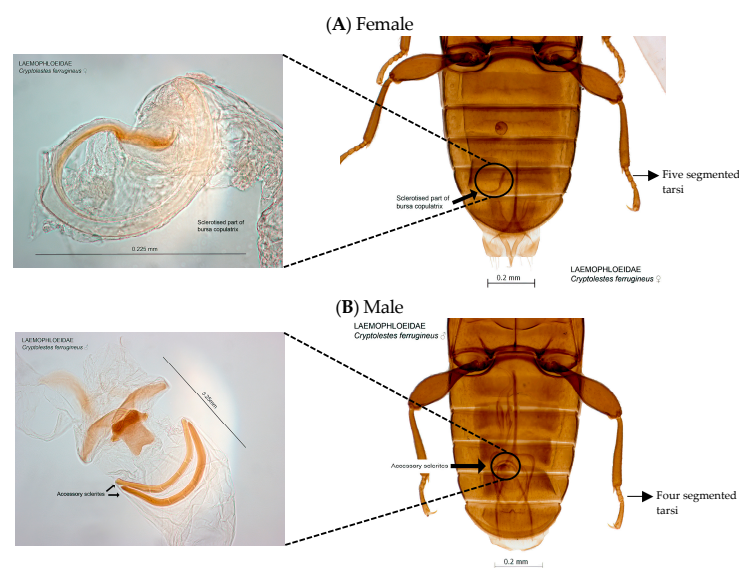 (A) Female
LAEMOPHLOEIDAE
Cryptolestes ferrugineus ♀
Sclerotised part of
bursa copulatrix
0.225 mm
Sclerotised part of
bursa copulatrix
Five segmented
tarsi
0.2 mm
LAEMOPHLOEIDAE
Cryptolestes ferrugineus ♀
(B) Male
LAEMOPHLOEIDAE
Cryptolestes ferrugineus ♂
0.25mm
Accessory sclerites
LAEMOPHLOEIDAE
Cryptolestes ferrugineus ♂
Accessory sclerites
Four segmented
tarsi
0.2 mm